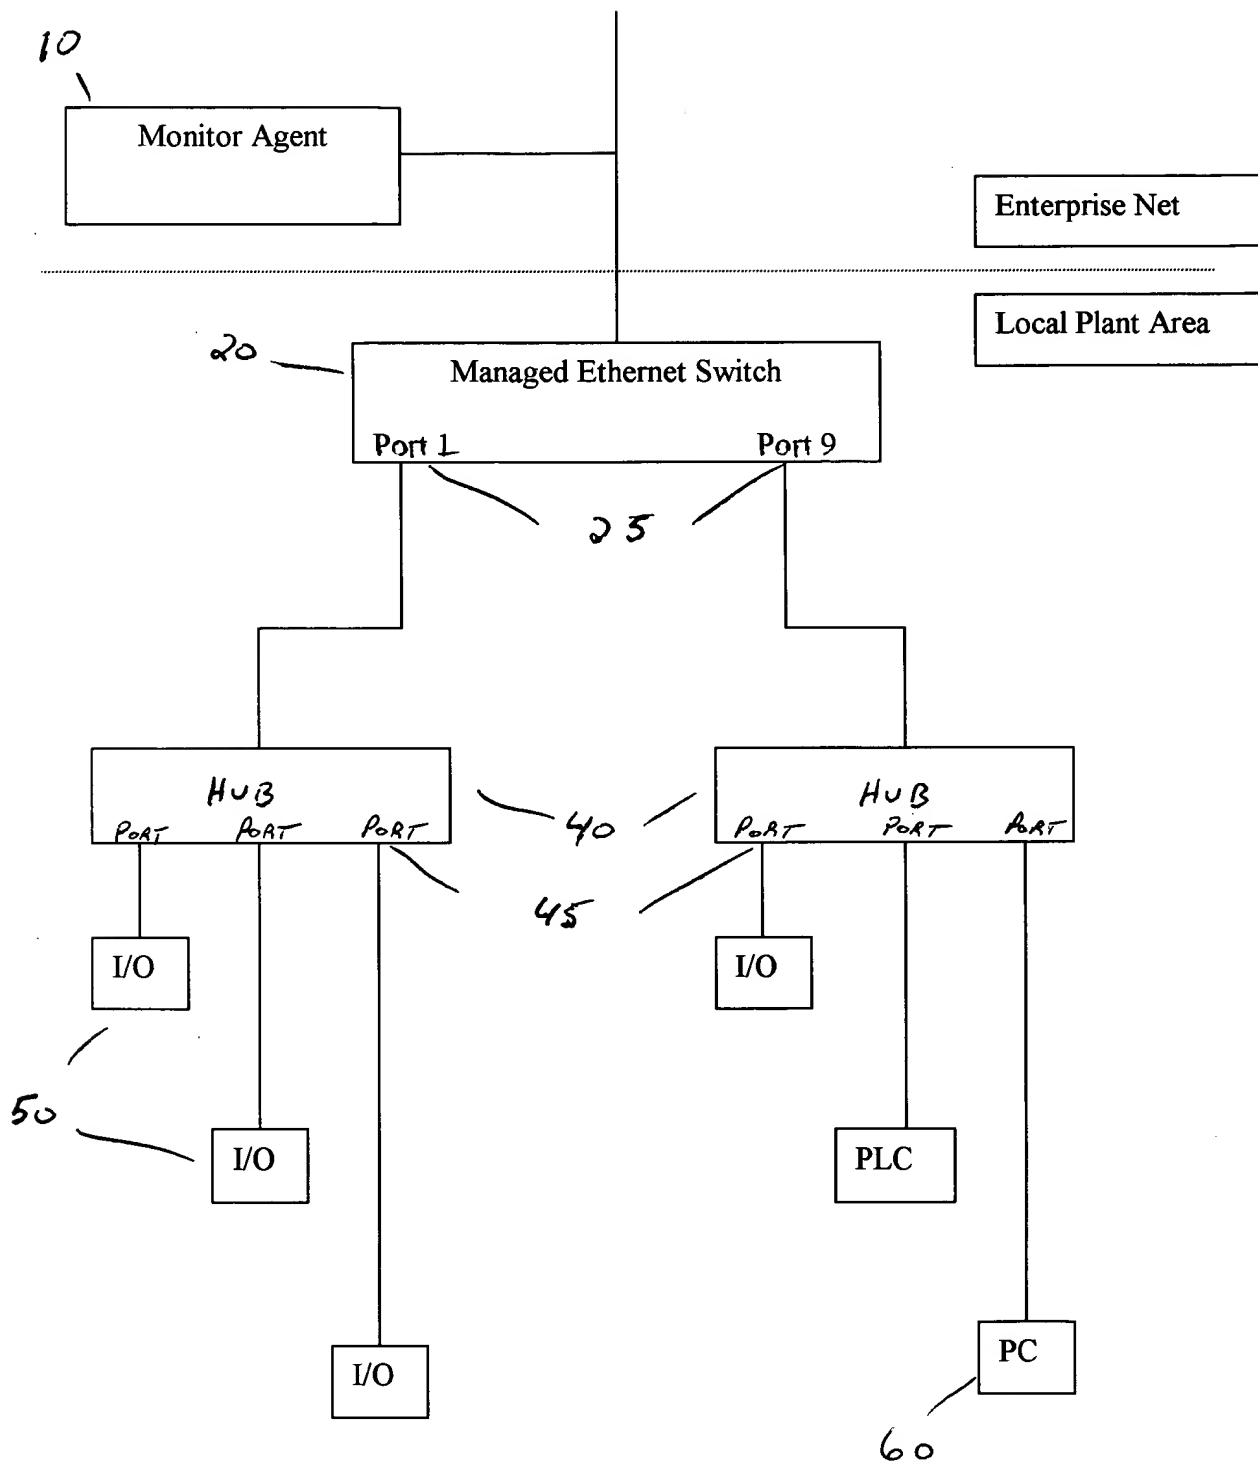 10
Monitor Agent
Enterprise Net
Local Plant Area
20
Managed Ethernet Switch
Port 1
Port 9
25
HUB
HUB
40
PORT
PORT
PORT
PORT
PORT
PORT
45
I/O
I/O
50
I/O
PLC
I/O
PC
60